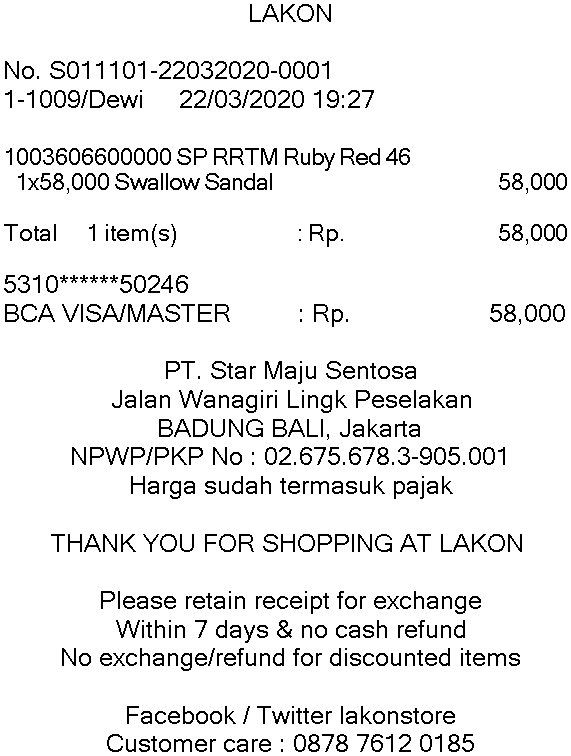 LAKON
No. S011101-22032020-0001
1-1009/Dewi 22/03/2020 19:27
1003606600000 SP RRTM Ruby Red 46
1x58,000 Swallow Sandal 58,000
Total 1 item(s) : Rp. 58,000
5310******50246
BCA VISA/MASTER : Rp. 58,000
PT. Star Maju Sentosa
Jalan Wanagiri Lingk Peselakan
BADUNG BALI, Jakarta
NPWP/PKP No : 02.675.678.3-905.001
Harga sudah termasuk pajak
THANK YOU FOR SHOPPING AT LAKON
Please retain receipt for exchange
Within 7 days & no cash refund
No exchange/refund for discounted items
Facebook / Twitter lakonstore
Customer care : 0878 7612 0185